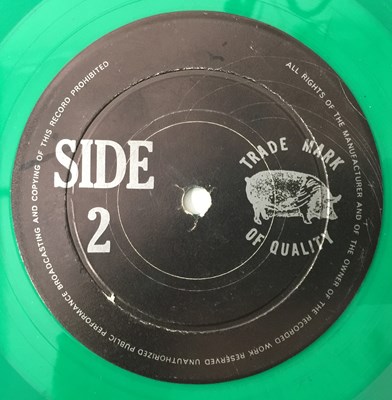 SIDE
2
TRADE MARK
OF QUALITY
ALL RIGHTS OF THE MANUFACTURER AND OF THE OWNER OF THE RECORDED WORK RESERVED UNAUTHORIZED PUBLIC PERFORMANCE BROADCASTING AND COPYING OF THIS RECORD PROHIBITED